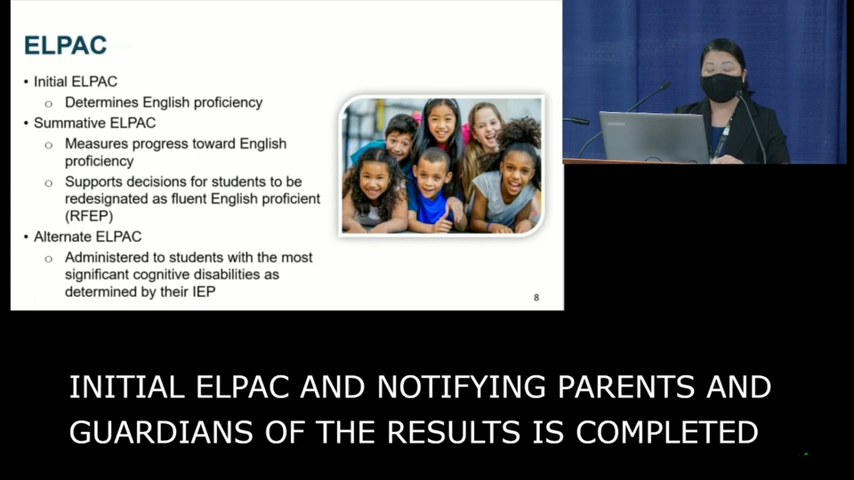 ELPAC
• Initial ELPAC
o Determines English proficiency
• Summative ELPAC
o Measures progress toward English
proficiency
o Supports decisions for students to be
redesignated as fluent English proficient
(RFEP)
• Alternate ELPAC
o Administered to students with the most
significant cognitive disabilities as
determined by their IEP
8
INITIAL ELPAC AND NOTIFYING PARENTS AND
GUARDIANS OF THE RESULTS IS COMPLETED